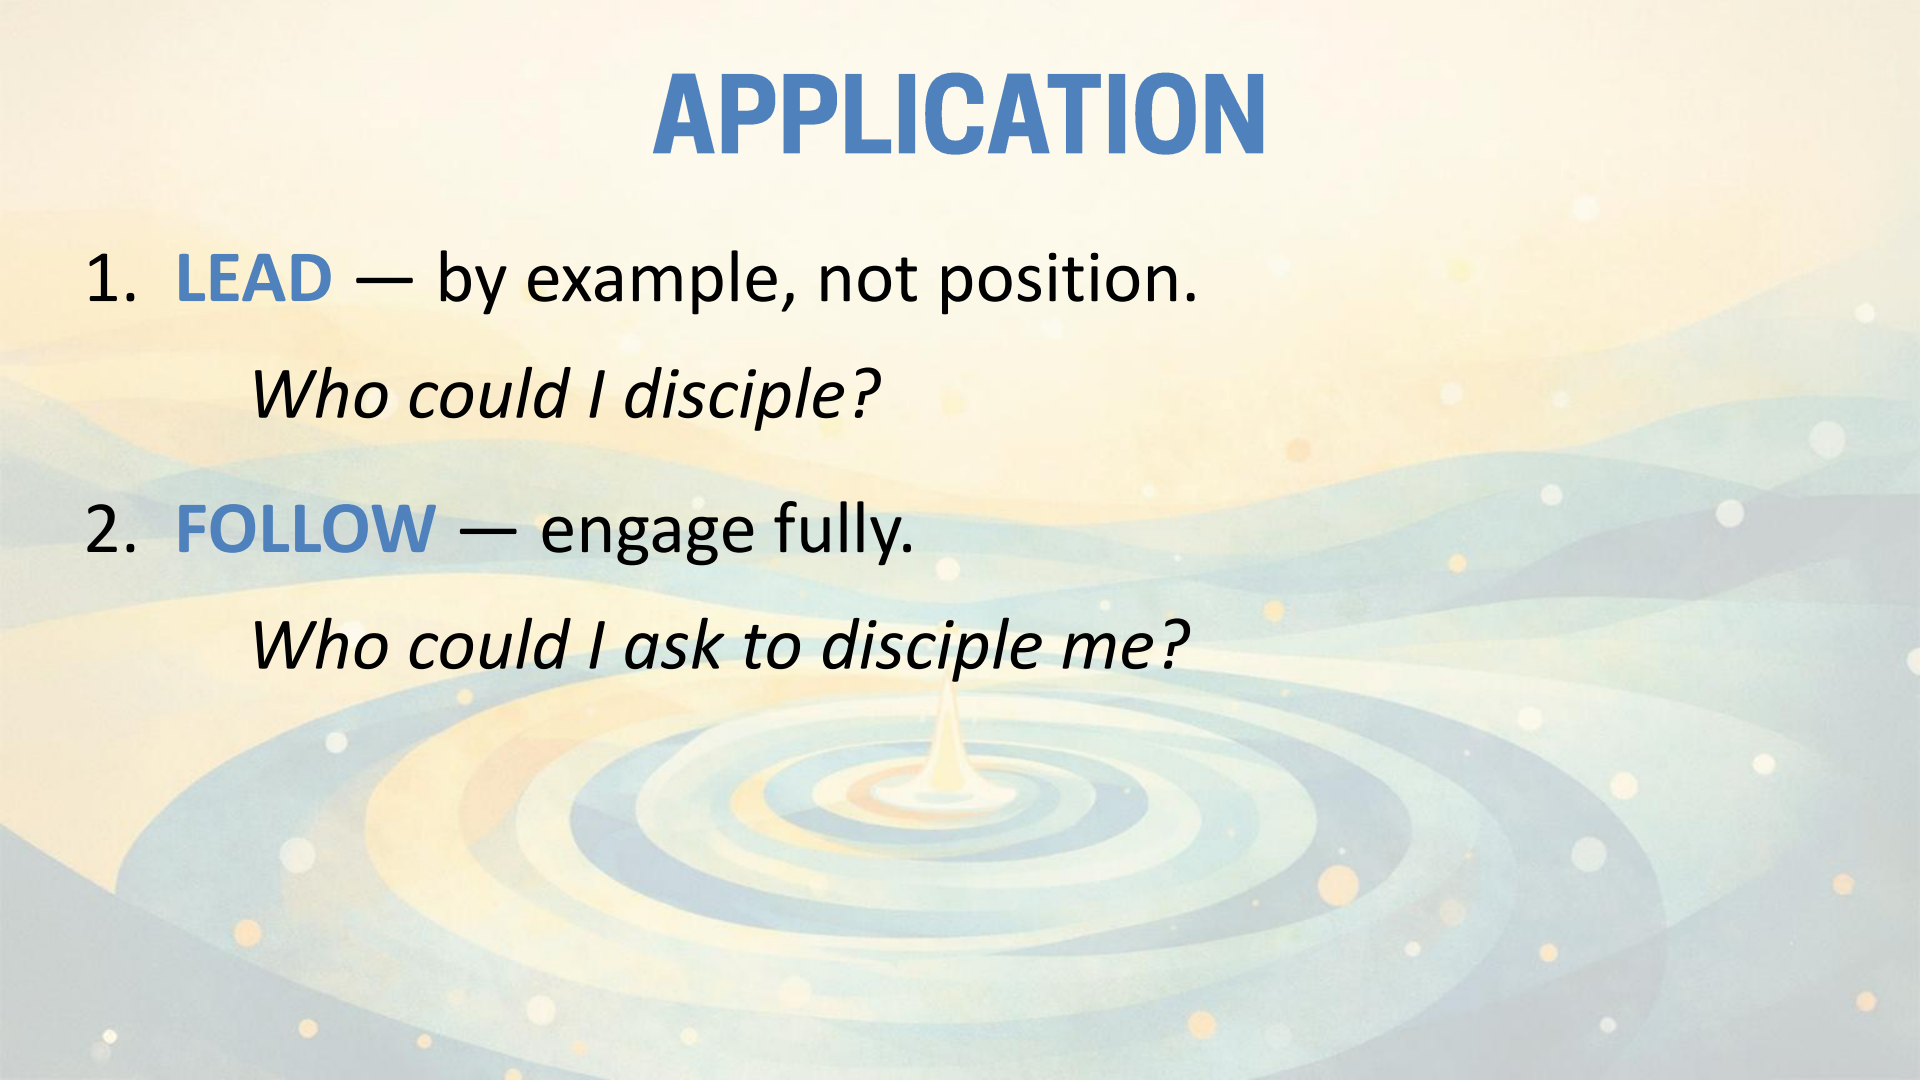 APPLICATION
1. LEAD — by example, not position.
Who could I disciple?
2. FOLLOW — engage fully.
Who could I ask to disciple me?